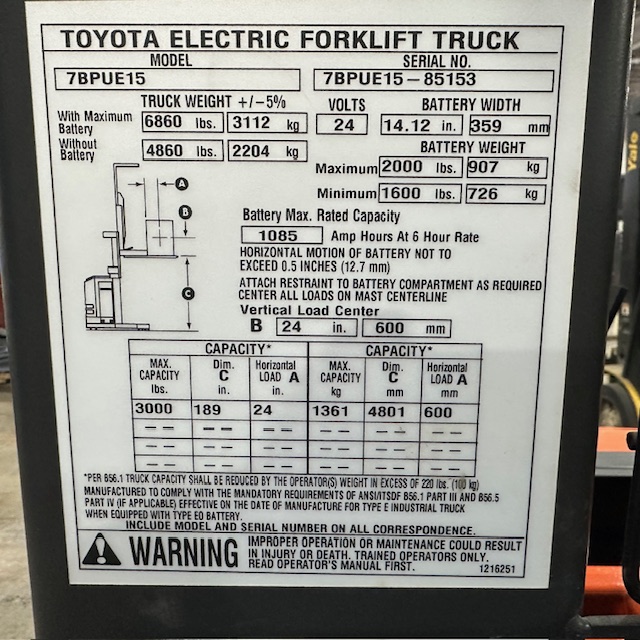 TOYOTA ELECTRIC FORKLIFT TRUCK
MODEL SERIAL NO.
7BPUE15 7BPUE15-85153
TRUCK WEIGHT +/-5% VOLTS BATTERY WIDTH
With Maximum Battery 6860 lbs. 3112 kg 24 14.12 in. 359 mm
Without Battery 4860 lbs. 2204 kg
BATTERY WEIGHT
Maximum 2000 lbs. 907 kg
Minimum 1600 lbs. 726 kg
A
B
C
Battery Max. Rated Capacity
1085 Amp Hours At 6 Hour Rate
HORIZONTAL MOTION OF BATTERY NOT TO
EXCEED 0.5 INCHES (12.7 mm)
ATTACH RESTRAINT TO BATTERY COMPARTMENT AS REQUIRED
CENTER ALL LOADS ON MAST CENTERLINE
Vertical Load Center
B 24 in. 600 mm
CAPACITY* CAPACITY*
MAX. CAPACITY lbs. Dim. C in. Horizontal LOAD A in. MAX. CAPACITY kg Dim. C mm Horizontal LOAD A mm
3000 189 24 1361 4801 600
-- -- -- -- -- --
-- -- -- -- -- --
-- -- -- -- -- --
*PER B56.1 TRUCK CAPACITY SHALL BE REDUCED BY THE OPERATOR(S) WEIGHT IN EXCESS OF 220 lbs. (100 kg)
MANUFACTURED TO COMPLY WITH THE MANDATORY REQUIREMENTS OF ANSI/ITSDF B56.1 PART III AND B56.5
PART IV (IF APPLICABLE) EFFECTIVE ON THE DATE OF MANUFACTURE FOR TYPE E INDUSTRIAL TRUCK
WHEN EQUIPPED WITH TYPE EO BATTERY.
INCLUDE MODEL AND SERIAL NUMBER ON ALL CORRESPONDENCE.
WARNING
IMPROPER OPERATION OR MAINTENANCE COULD RESULT
IN INJURY OR DEATH. TRAINED OPERATORS ONLY.
READ OPERATOR'S MANUAL FIRST. 1216251
Yale